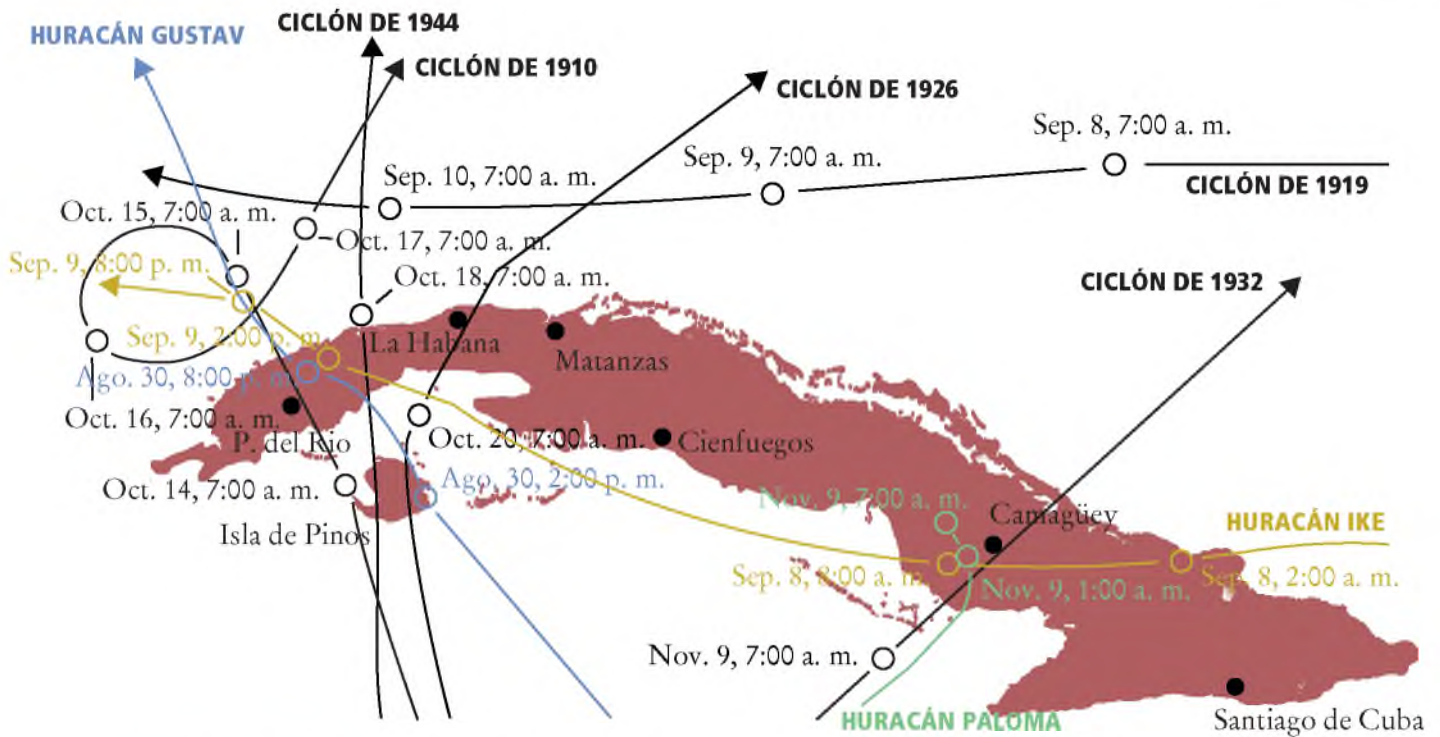 CICLÓN DE 1944
HURACÁN GUSTAV
CICLÓN DE 1910
CICLÓN DE 1926
Sep. 8, 7:00 a. m.
Sep. 9, 7:00 a. m.
Sep. 10, 7:00 a. m.
CICLÓN DE 1919
Oct. 15, 7:00 a. m.
Oct. 17, 7:00 a. m.
Sep. 9, 8:00 p. m.
Oct. 18, 7:00 a. m.
CICLÓN DE 1932
Sep. 9, 2:00 p. m.
La Habana
Matanzas
Ago. 30, 8:00 p. m.
Oct. 16, 7:00 a. m.
P. del Rio
Oct. 20, 7:00 a. m.
Cienfuegos
Ago. 30, 2:00 p. m.
Oct. 14, 7:00 a. m.
Nov. 9, 7:00 a. m.
Camagüey
HURACÁN IKE
Isla de Pinos
Sep. 8, 8:00 a. m.
Sep. 8, 2:00 a. m.
Nov. 9, 1:00 a. m.
Nov. 9, 7:00 a. m.
HURACÁN PALOMA
Santiago de Cuba